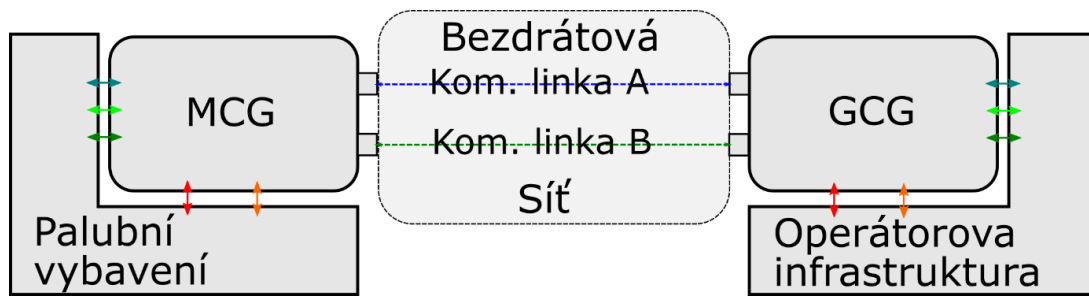 Bezdrátová
Kom. linka A
MCG
GCG
Kom. linka B
Síť
Palubní
vybavení
Operátorova
infrastruktura